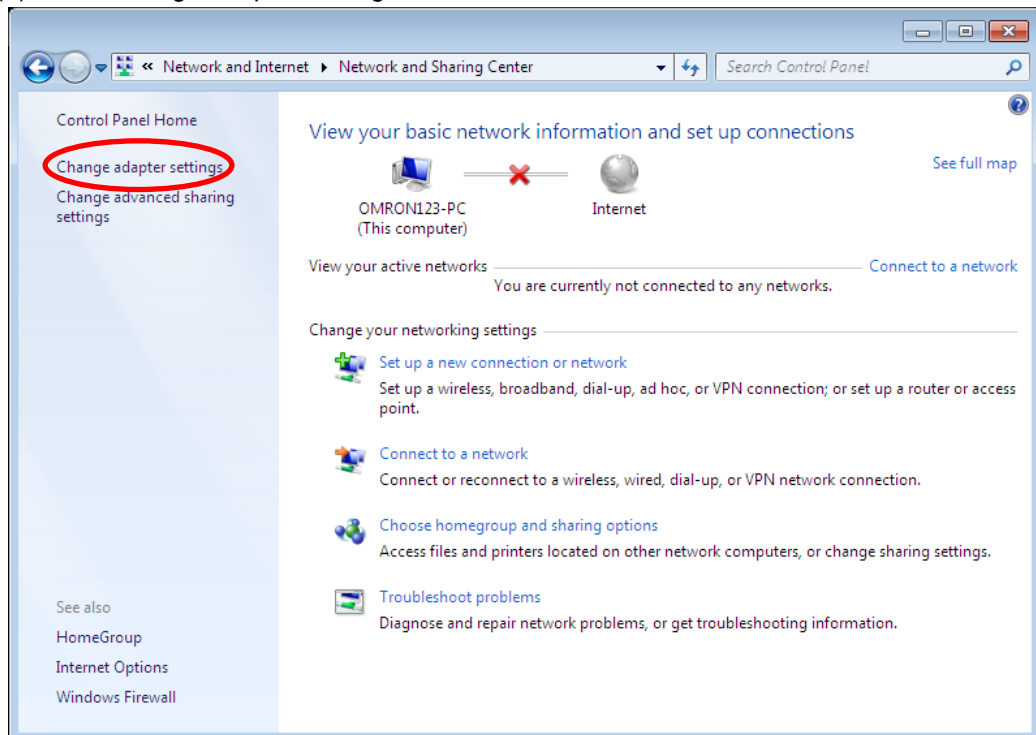 « Network and Internet ▸ Network and Sharing Center
Search Control Panel
Control Panel Home
Change adapter settings
Change advanced sharing
settings
View your basic network information and set up connections
See full map
OMRON123-PC
(This computer)
Internet
View your active networks
Connect to a network
You are currently not connected to any networks.
Change your networking settings
Set up a new connection or network
Set up a wireless, broadband, dial-up, ad hoc, or VPN connection; or set up a router or access
point.
Connect to a network
Connect or reconnect to a wireless, wired, dial-up, or VPN network connection.
Choose homegroup and sharing options
Access files and printers located on other network computers, or change sharing settings.
Troubleshoot problems
Diagnose and repair network problems, or get troubleshooting information.
See also
HomeGroup
Internet Options
Windows Firewall